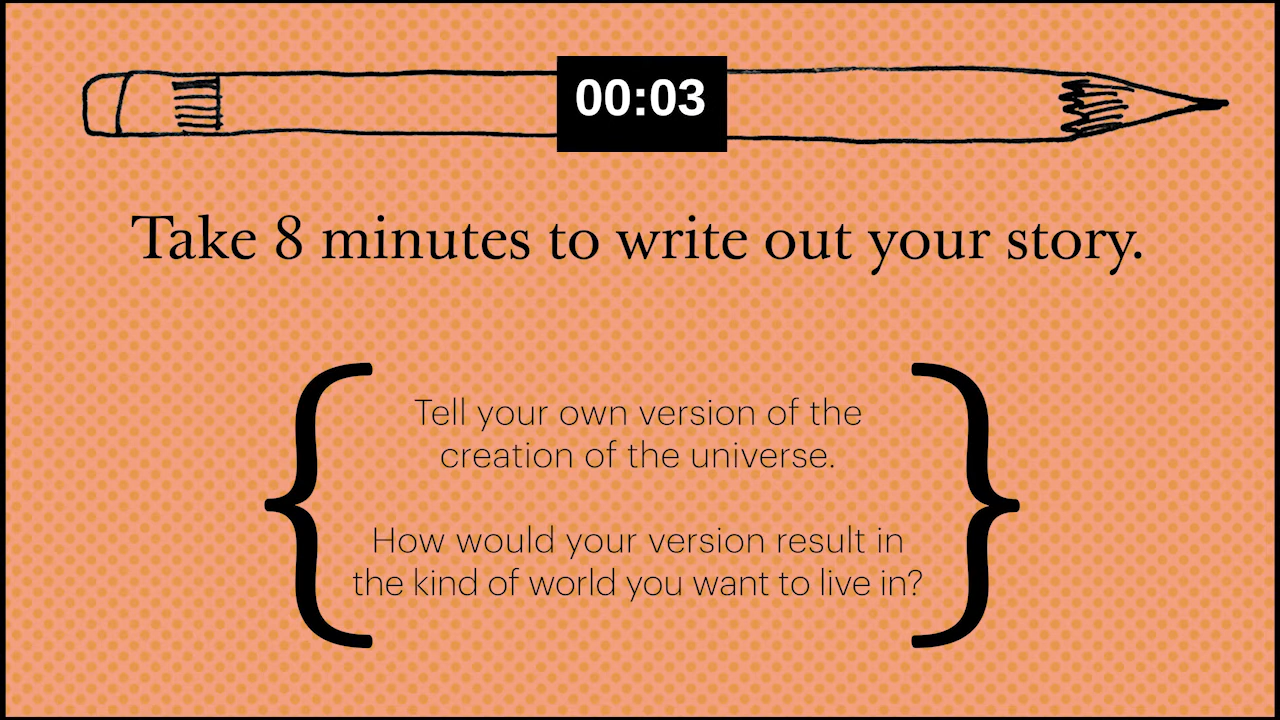 00:03
Take 8 minutes to write out your story.
Tell your own version of the
creation of the universe.
How would your version result in
the kind of world you want to live in?